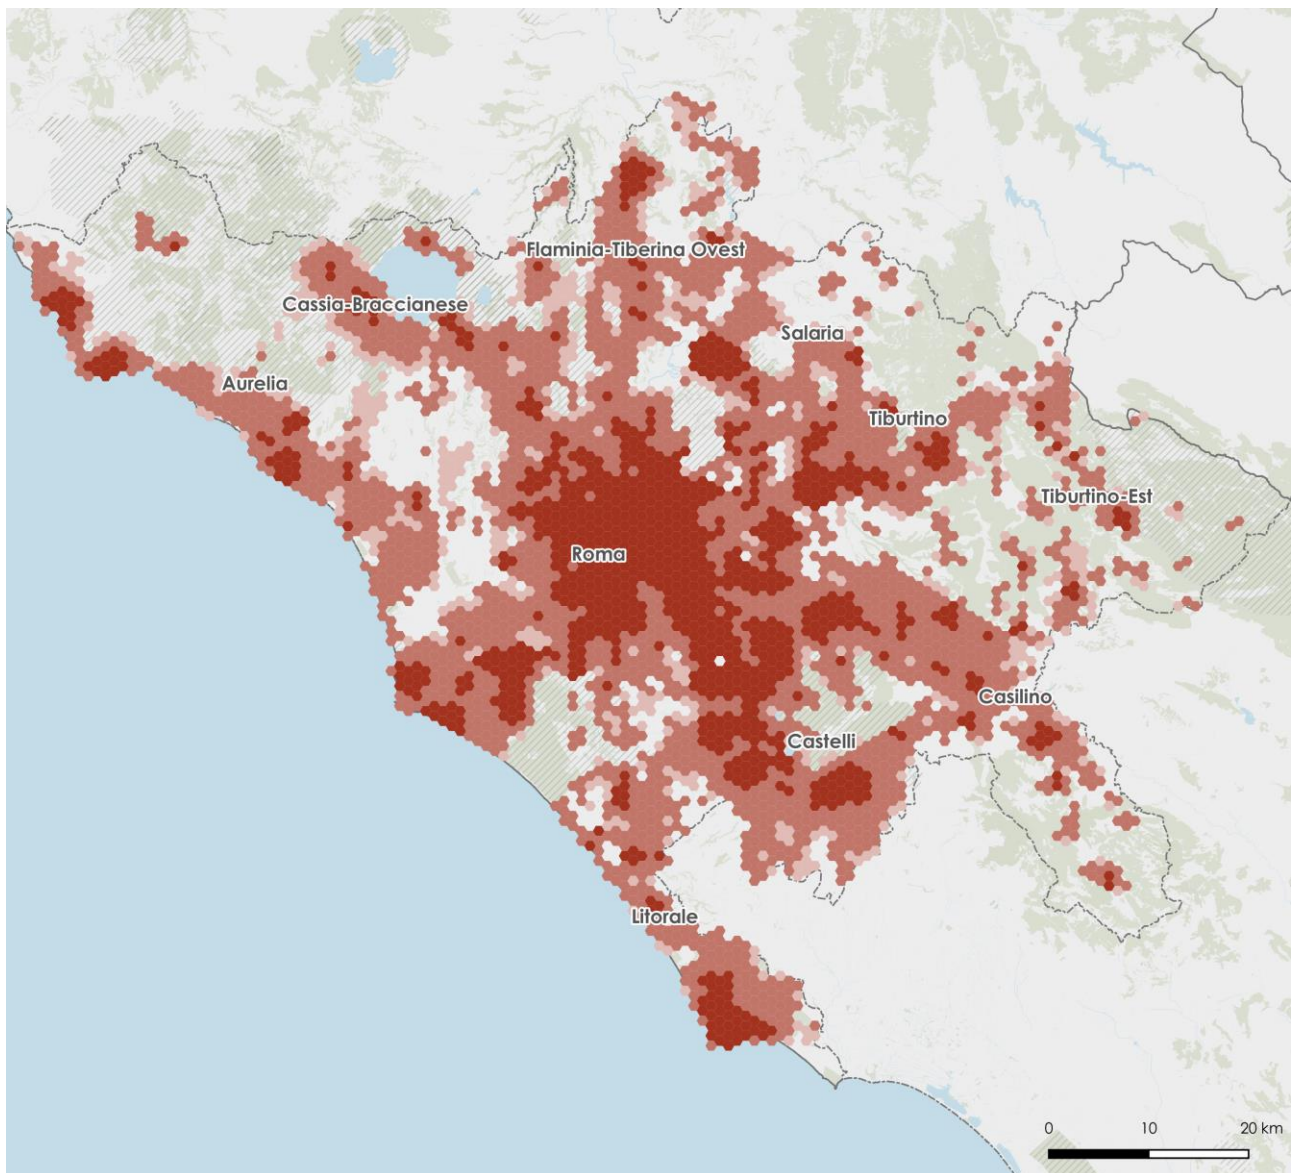 Flaminia-Tiberina Ovest
Cassia-Braccianese
Salaria
Aurelia
Tiburtino
Tiburtino-Est
Roma
Casilino
Castelli
Litorale
0 10 20 km